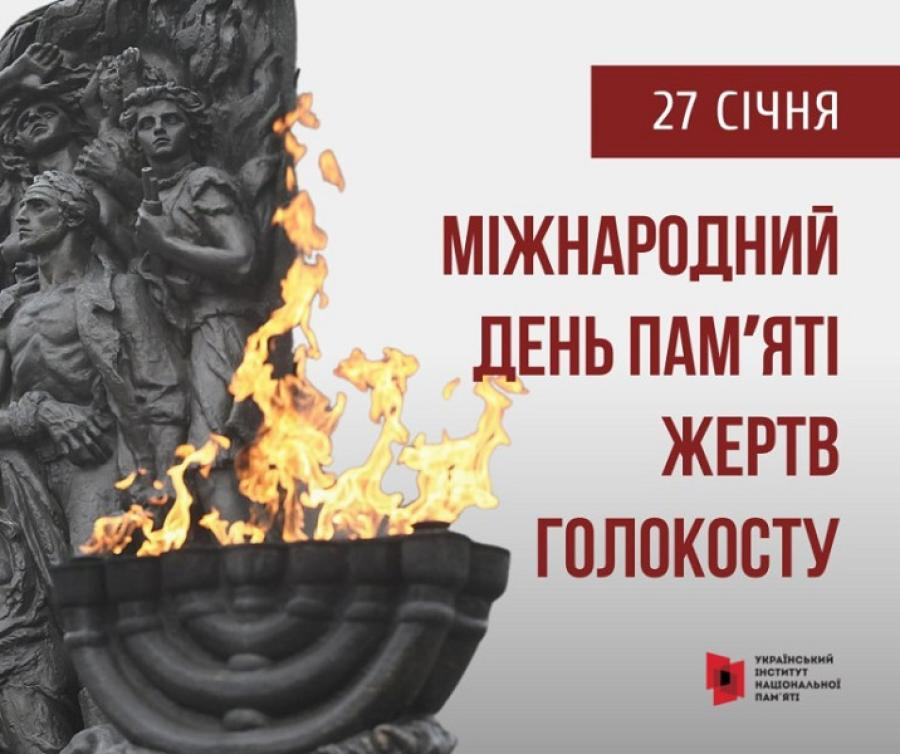 27 СІЧНЯ
МІЖНАРОДНИЙ
ДЕНЬ ПАМ’ЯТІ
ЖЕРТВ
ГОЛОКОСТУ
УКРАЇНСЬКИЙ
ІНСТИТУТ
НАЦІОНАЛЬНОЇ
ПАМ’ЯТІ